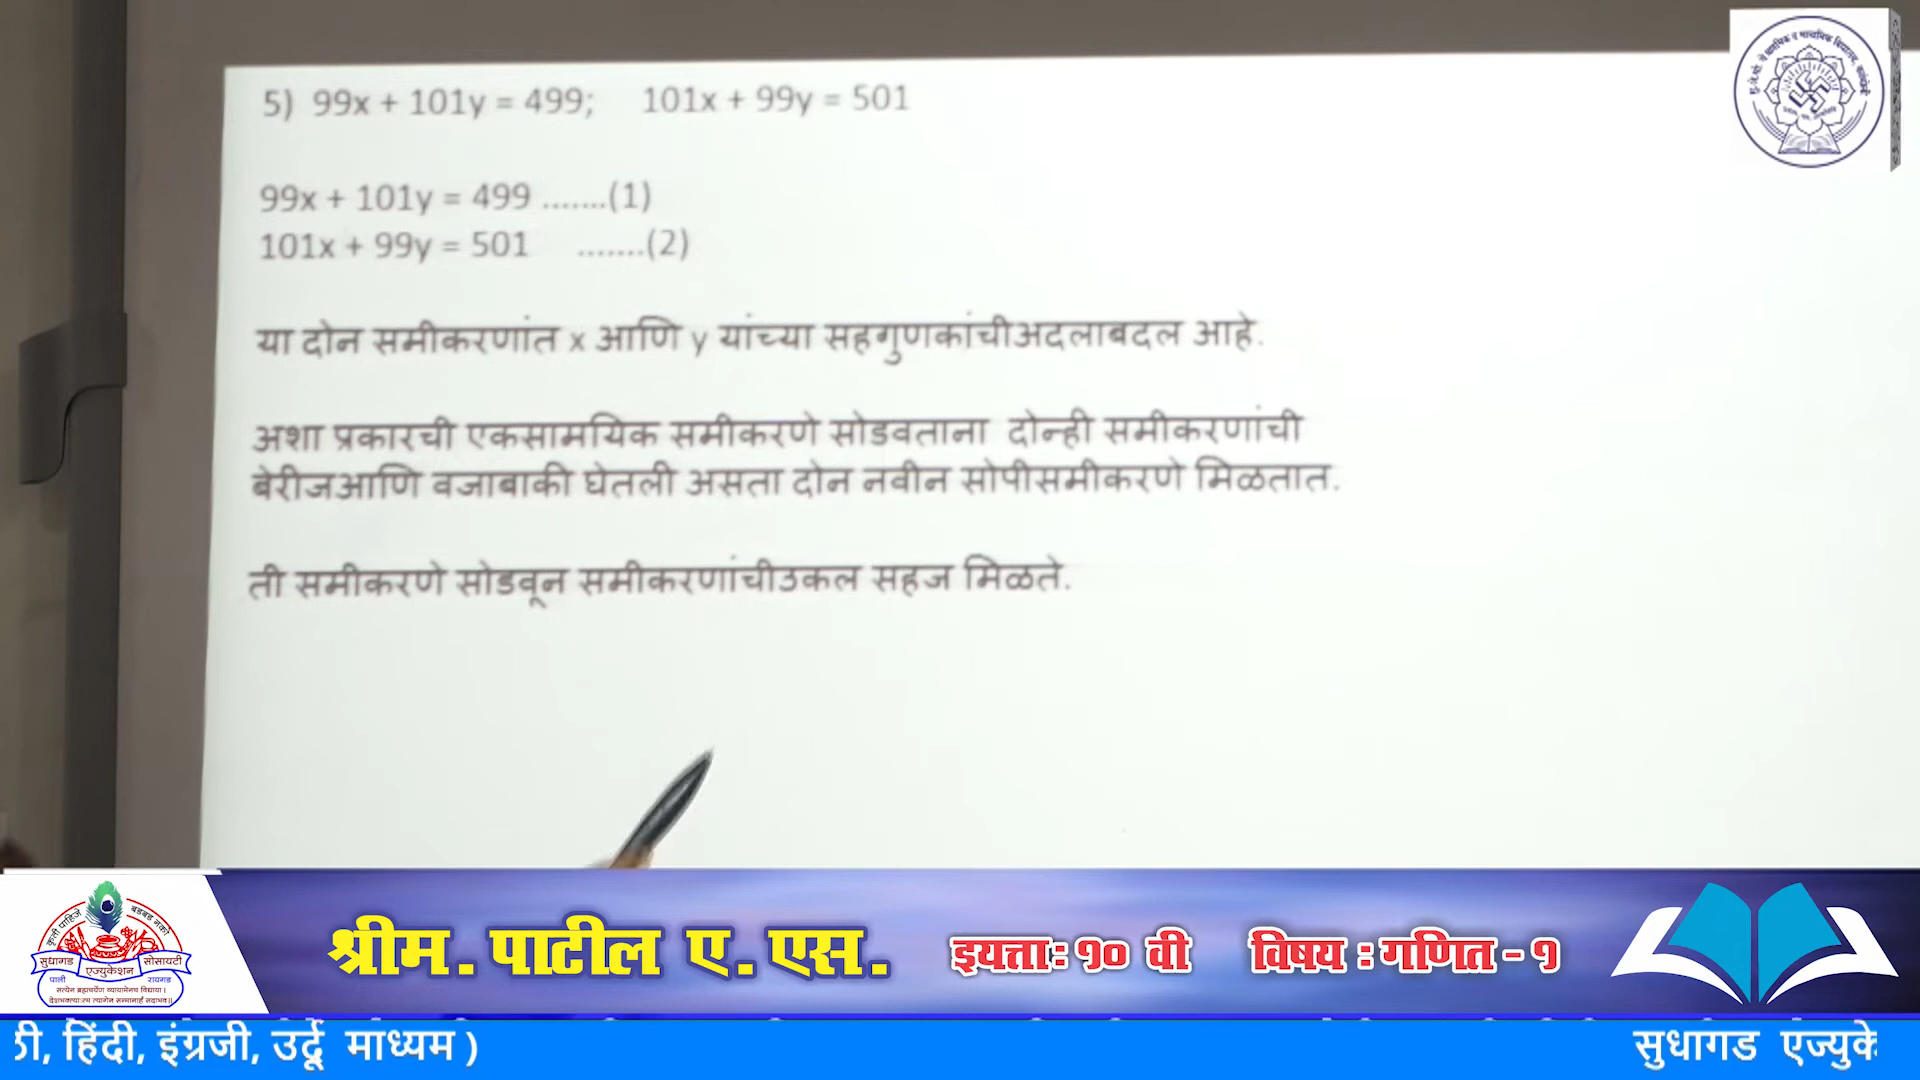 5) 99x + 101y = 499; 101x + 99y = 501
99x + 101y = 499 .......(1)
101x + 99y = 501 .......(2)
या दोन समीकरणांत x आणि y यांच्या सहगुणकांचीअदलाबदल आहे.
अशा प्रकारची एकसामयिक समीकरणे सोडवताना दोन्ही समीकरणांची
बेरीजआणि वजाबाकी घेतली असता दोन नवीन सोपीसमीकरणे मिळतात.
ती समीकरणे सोडवून समीकरणांचीउकल सहज मिळते.
कृती पाहिजे बडबड नको
सुधागड एज्युकेशन सोसायटी
पाली रायगड
श्रीम. पाटील ए. एस. इयत्ताः १० वी विषय : गणित - १
ठी, हिंदी, इंग्रजी, उर्दू माध्यम ) सुधागड एज्युके